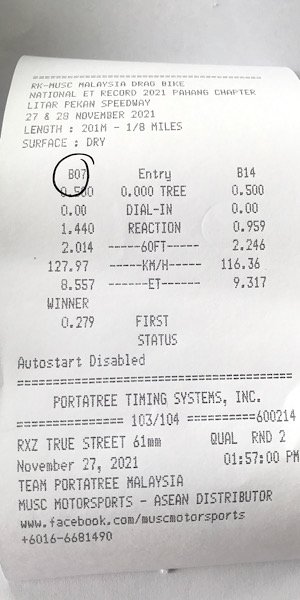 RK-MUSC MALAYSIA DRAG BIKE
NATIONAL ET RECORD 2021 PAHANG CHAPTER
LITAR PEKAN SPEEDWAY
27 & 28 NOVEMBER 2021
LENGTH : 201M - 1/8 MILES
SURFACE : DRY
B07 Entry B14
0.500 0.000 TREE 0.500
0.00 DIAL-IN 0.00
1.440 REACTION 0.959
2.014 -----60FT----- 2.246
127.97 -----KM/H----- 116.36
8.557 ------ET------ 9.317
WINNER
0.279 FIRST
STATUS
Autostart Disabled
PORTATREE TIMING SYSTEMS, INC.
=============== 103/104 ==========600214
RXZ TRUE STREET 61mm QUAL RND 2
November 27, 2021 01:57:00 PM
TEAM PORTATREE MALAYSIA
MUSC MOTORSPORTS - ASEAN DISTRIBUTOR
www.facebook.com/muscmotorsports
+6016-6681490